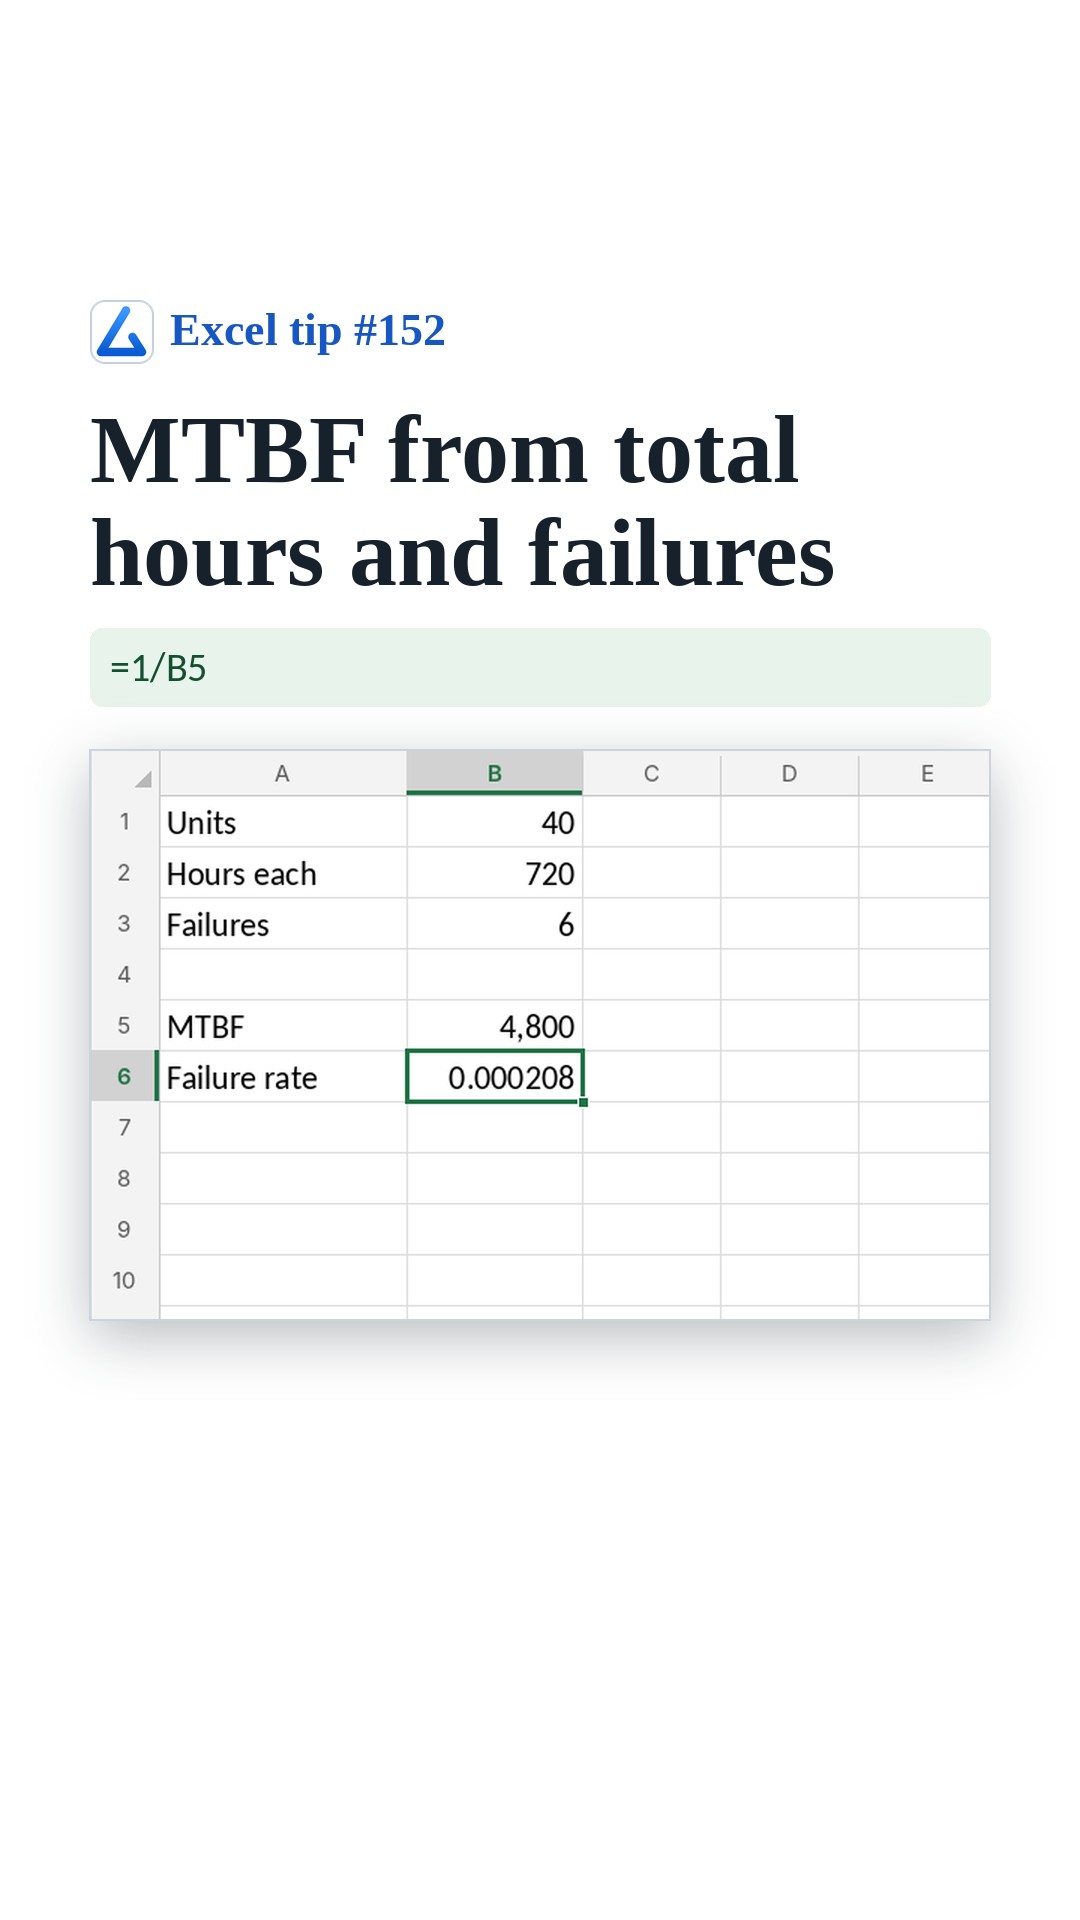 Excel tip #152
MTBF from total
hours and failures
=1/B5
A B C D E
1 Units 40
2 Hours each 720
3 Failures 6
4
5 MTBF 4,800
6 Failure rate 0.000208
7
8
9
10